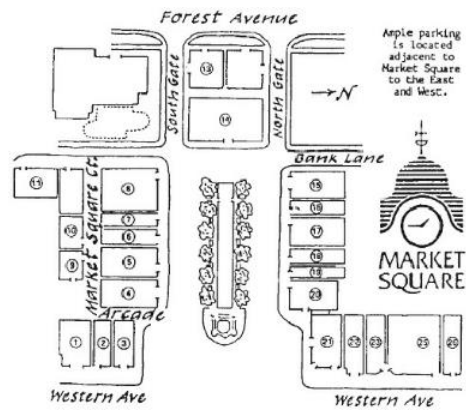 Forest Avenue
Ample parking
is located
adjacent to
Market Square
to the East
and West.
South Gate
North Gate
N
13
14
Bank Lane
Market Square Ct.
11
10
9
8
7
6
5
4
15
16
17
18
19
20
MARKET
SQUARE
Arcade
1
2
3
21
22
23
25
26
Western Ave
Western Ave